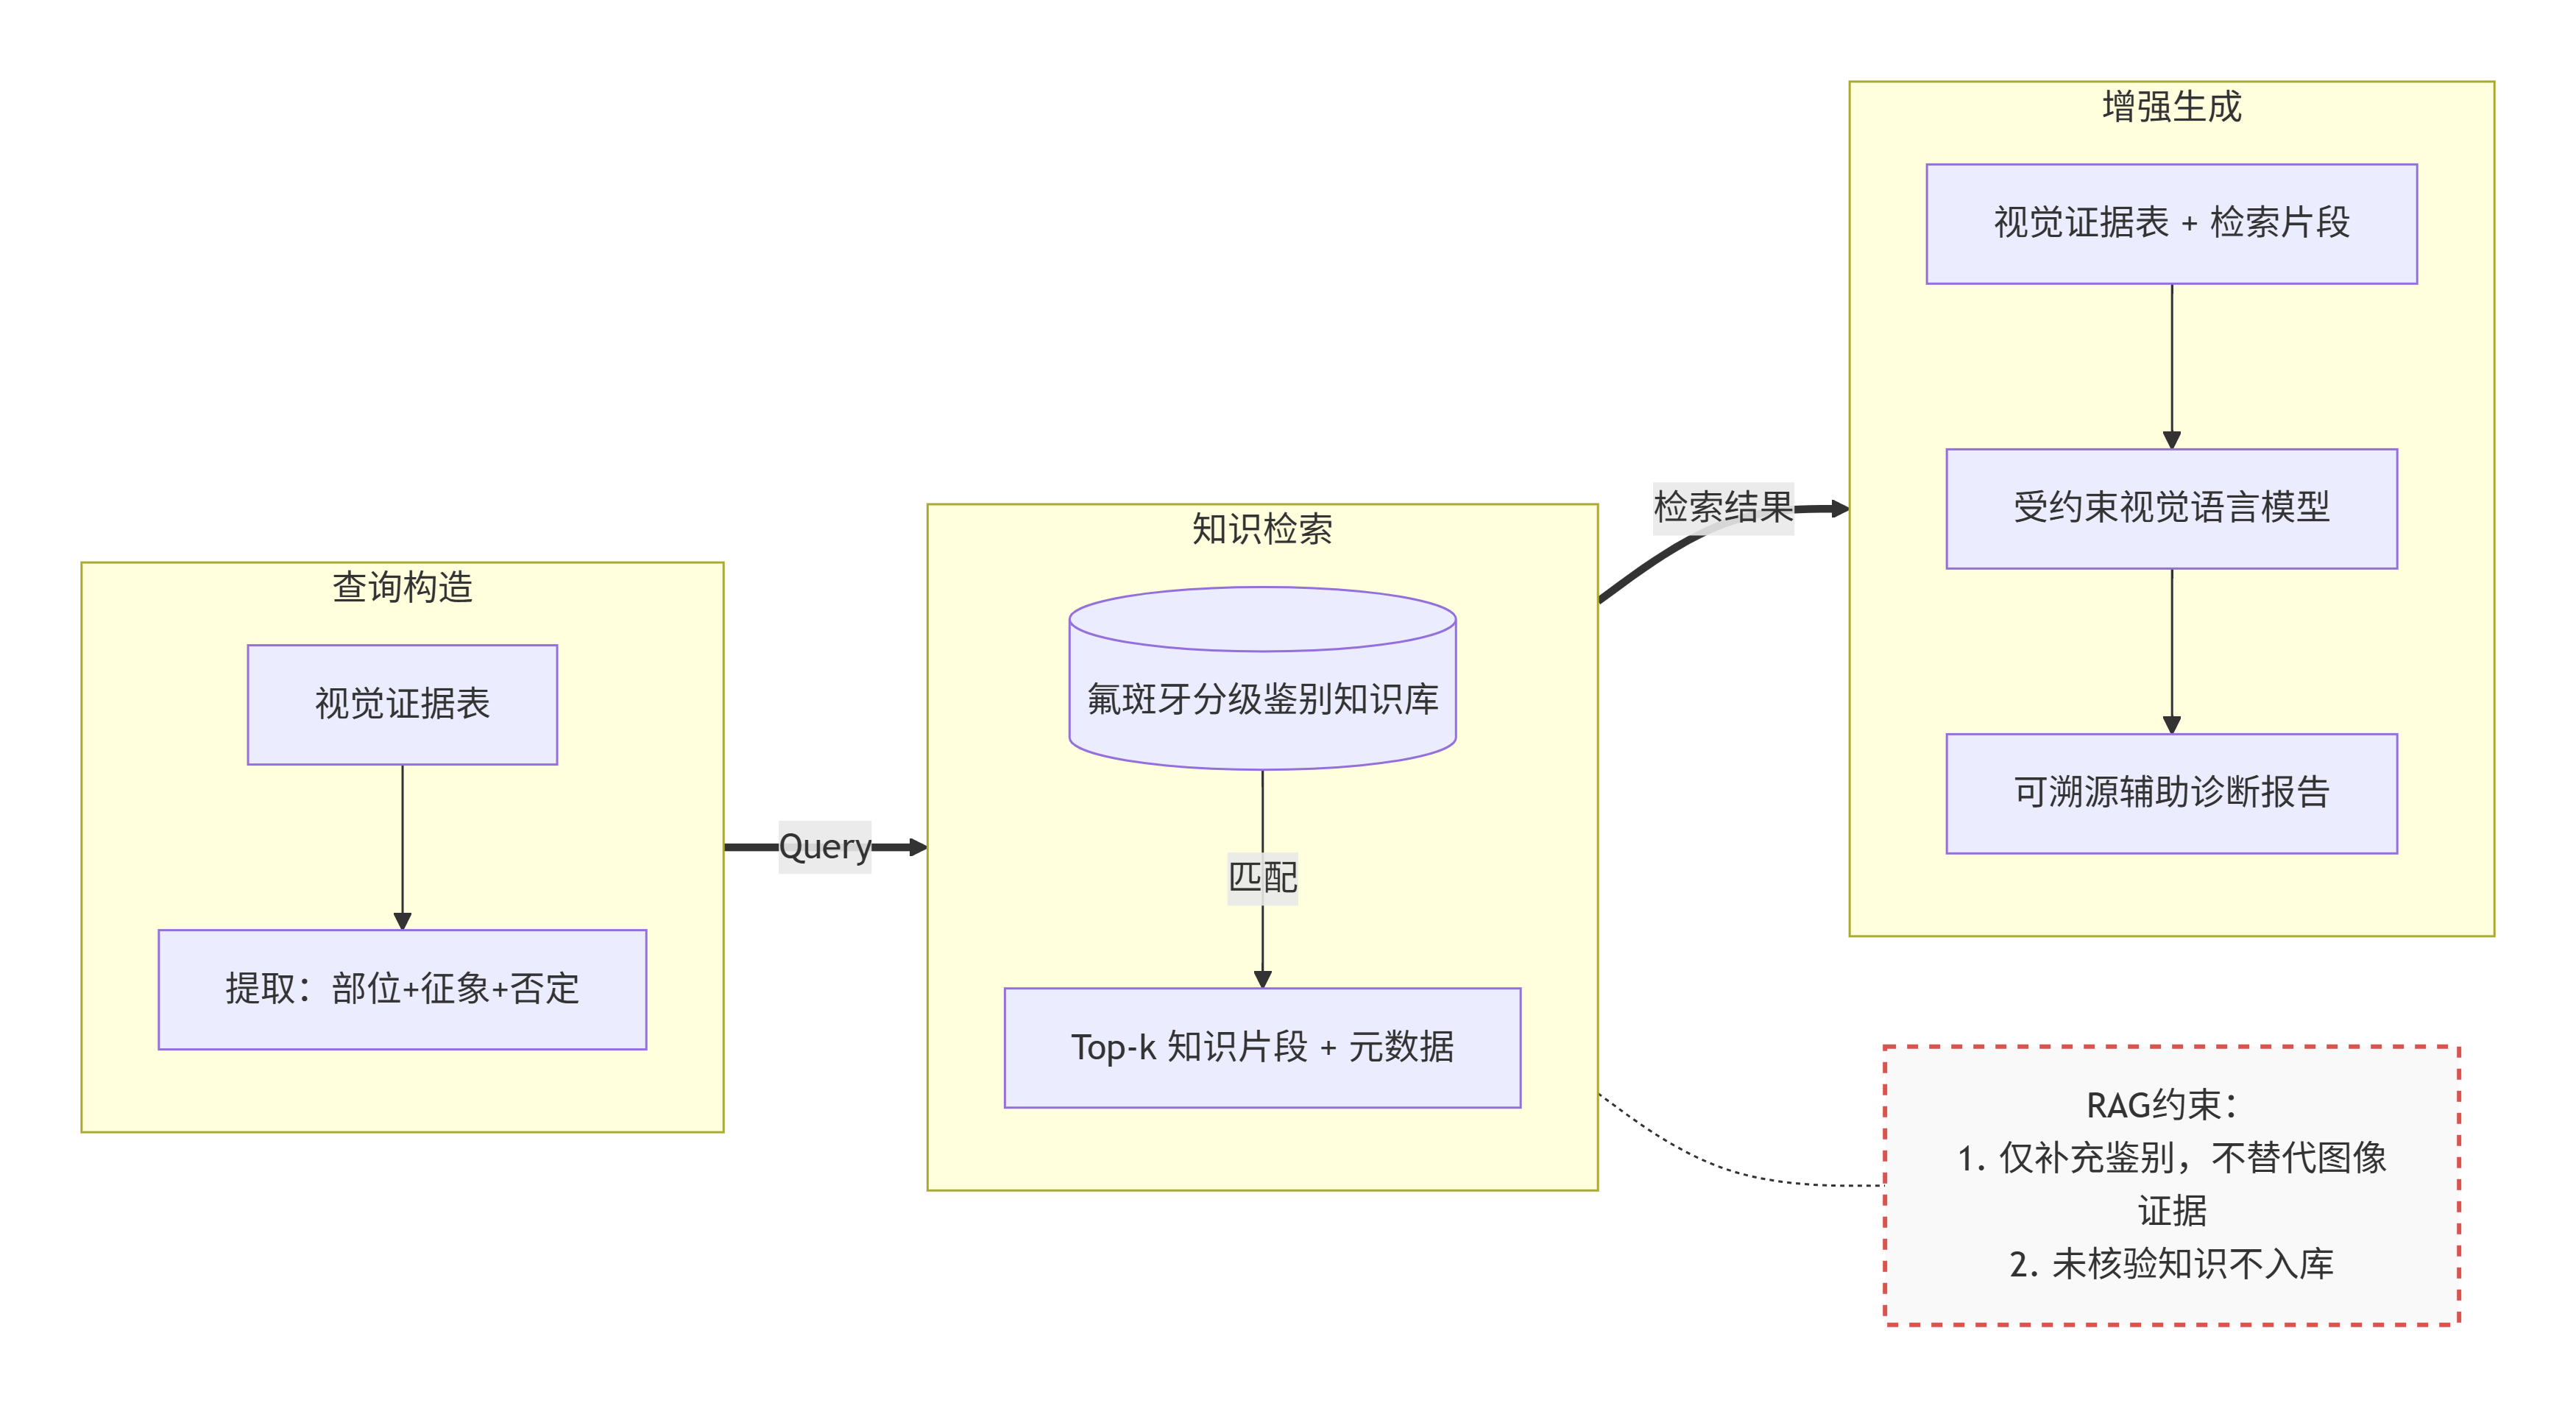 查询构造
视觉证据表
提取：部位+征象+否定
Query
知识检索
氟斑牙分级鉴别知识库
匹配
Top-k 知识片段 + 元数据
检索结果
增强生成
视觉证据表 + 检索片段
受约束视觉语言模型
可溯源辅助诊断报告
RAG约束：
1. 仅补充鉴别，不替代图像
证据
2. 未核验知识不入库